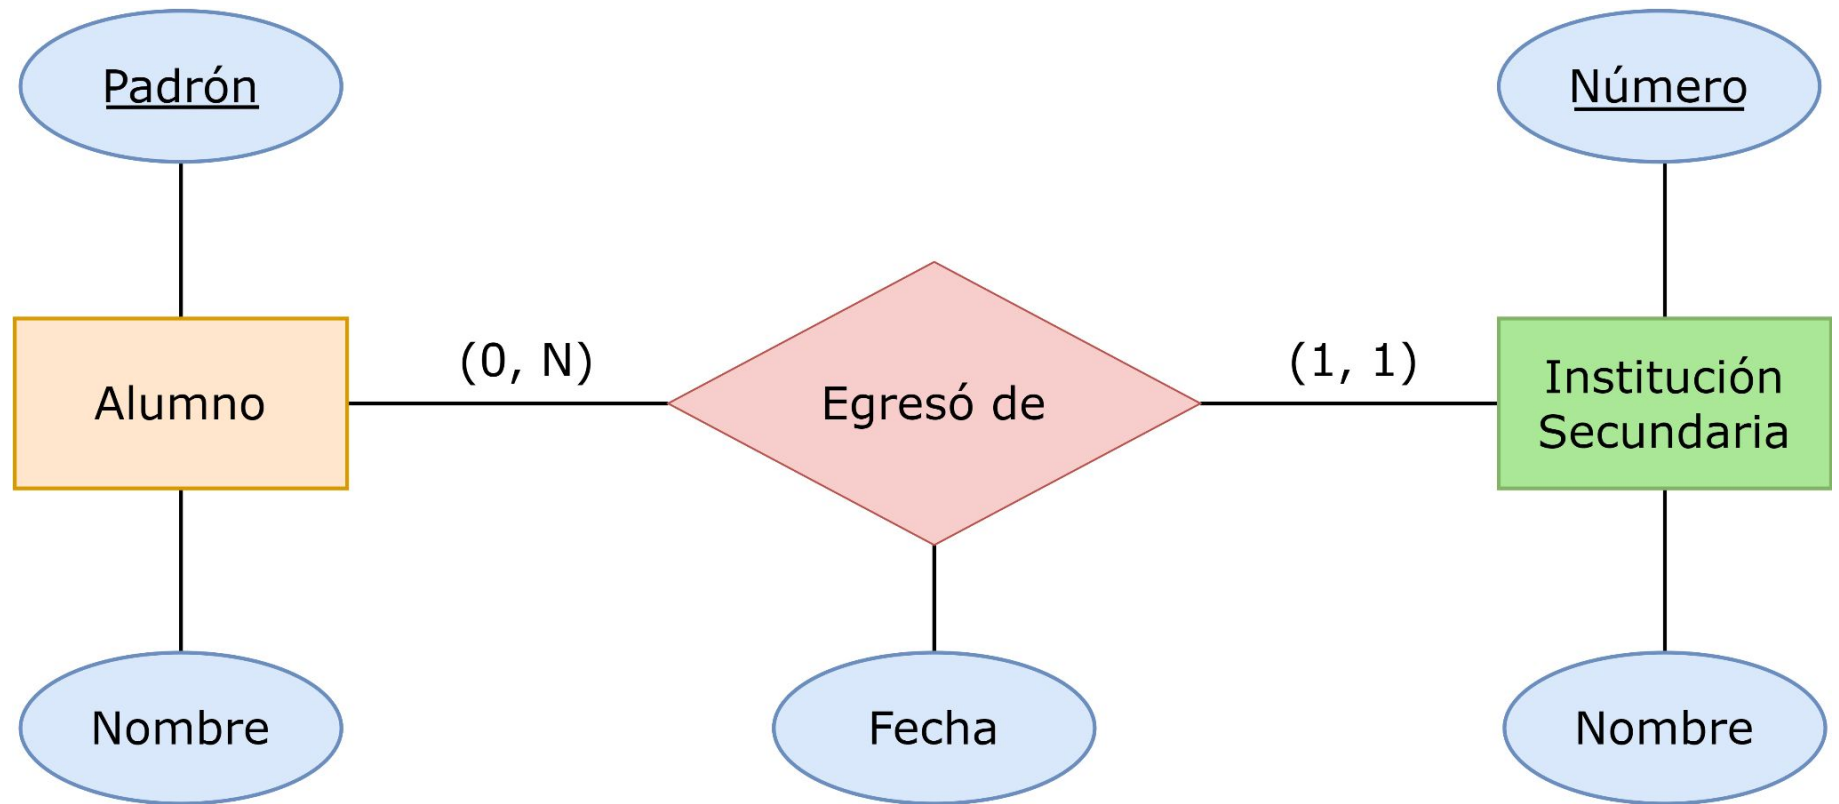 Padrón
Número
(0, N)
(1, 1)
Alumno
Egresó de
Institución
Secundaria
Nombre
Fecha
Nombre